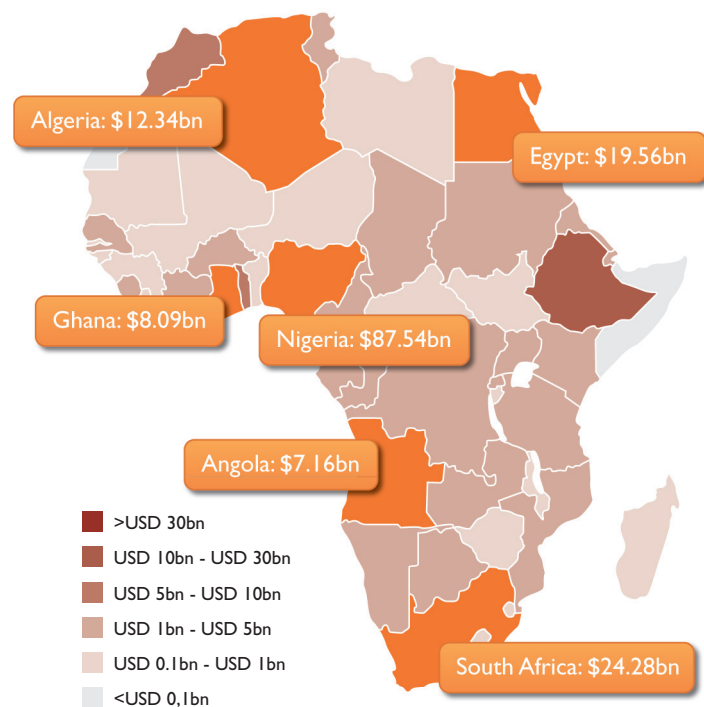 Algeria: $12.34bn
Egypt: $19.56bn
Ghana: $8.09bn
Nigeria: $87.54bn
Angola: $7.16bn
>USD 30bn
USD 10bn - USD 30bn
USD 5bn - USD 10bn
USD 1bn - USD 5bn
USD 0.1bn - USD 1bn
<USD 0,1bn
South Africa: $24.28bn